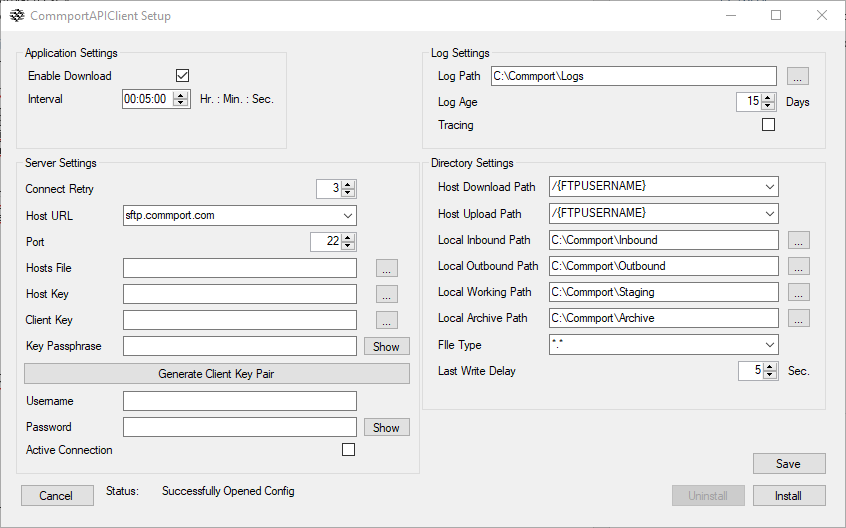 CommportAPIClient Setup
Application Settings
Enable Download
Interval 00:05:00 Hr. : Min. : Sec.
Log Settings
Log Path C:\Commport\Logs ...
Log Age 15 Days
Tracing
Server Settings
Connect Retry 3
Host URL sftp.commport.com
Port 22
Hosts File ...
Host Key ...
Client Key ...
Key Passphrase Show
Generate Client Key Pair
Username
Password Show
Active Connection
Directory Settings
Host Download Path /{FTPUSERNAME}
Host Upload Path /{FTPUSERNAME}
Local Inbound Path C:\Commport\Inbound ...
Local Outbound Path C:\Commport\Outbound ...
Local Working Path C:\Commport\Staging ...
Local Archive Path C:\Commport\Archive ...
FIle Type *.*
Last Write Delay 5 Sec.
Save
Cancel Status: Successfully Opened Config Uninstall Install